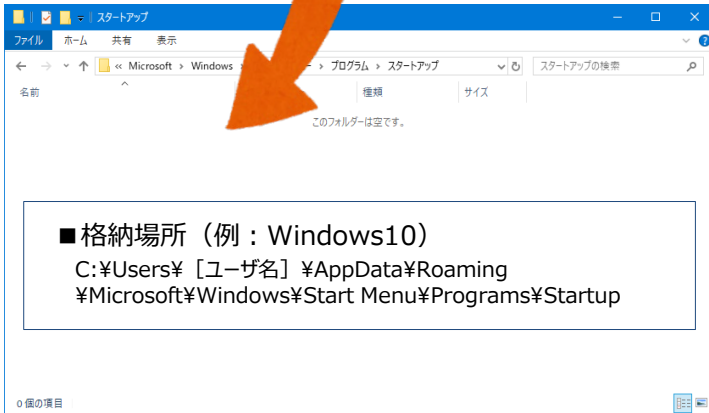 スタートアップ
ファイル ホーム 共有 表示
« Microsoft › Windows › ー › プログラム › スタートアップ スタートアップの検索
名前 種類 サイズ
このフォルダーは空です。
■格納場所（例：Windows10）
C:¥Users¥［ユーザ名］¥AppData¥Roaming
¥Microsoft¥Windows¥Start Menu¥Programs¥Startup
0 個の項目